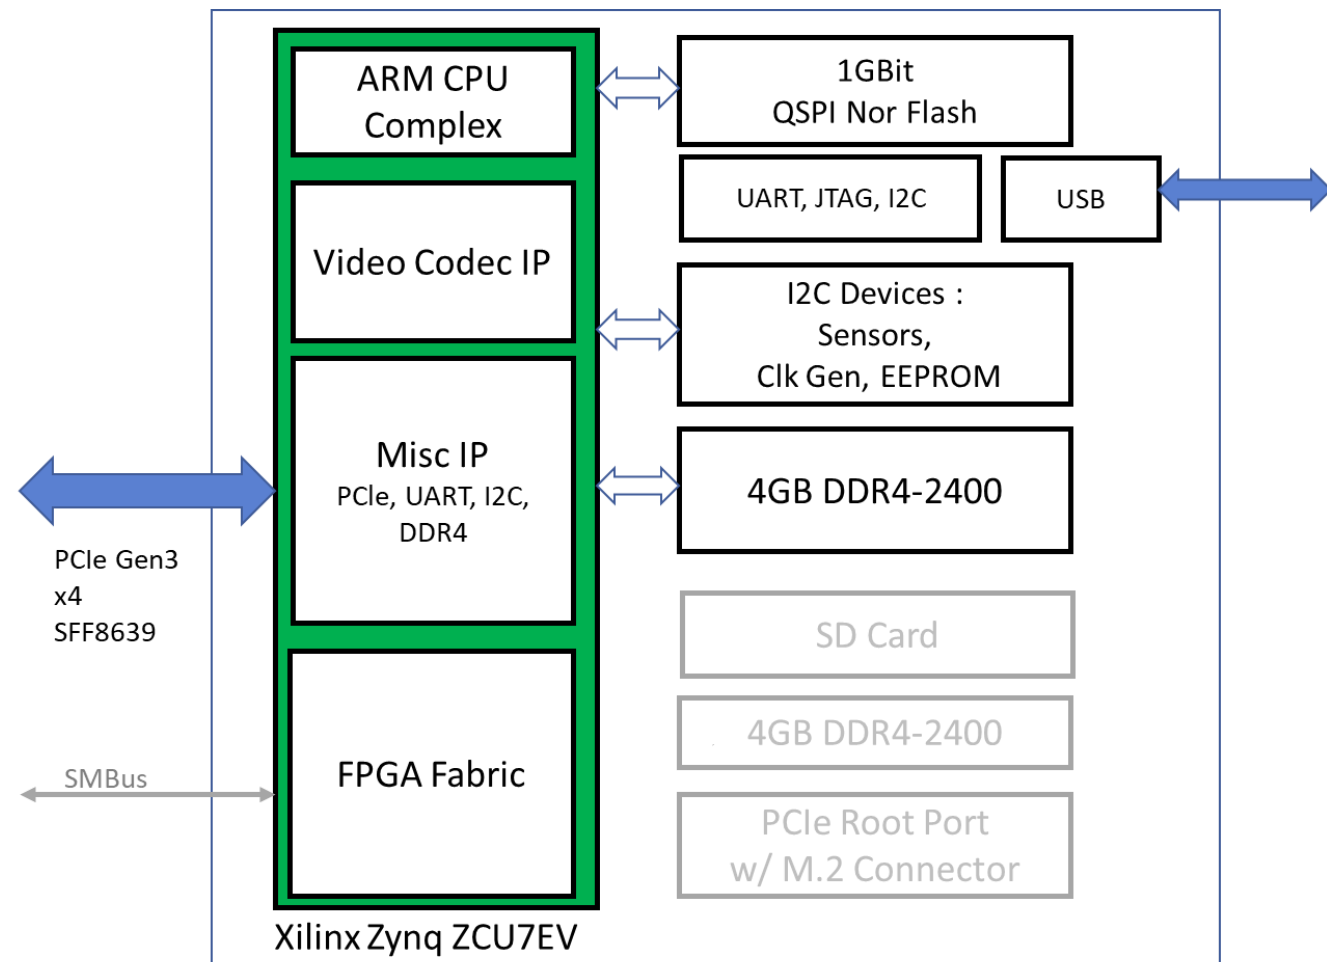 ARM CPU
Complex
Video Codec IP
Misc IP
PCIe, UART, I2C,
DDR4
FPGA Fabric
Xilinx Zynq ZCU7EV
PCIe Gen3
x4
SFF8639
SMBus
1GBit
QSPI Nor Flash
UART, JTAG, I2C
USB
I2C Devices :
Sensors,
Clk Gen, EEPROM
4GB DDR4-2400
SD Card
4GB DDR4-2400
PCIe Root Port
w/ M.2 Connector